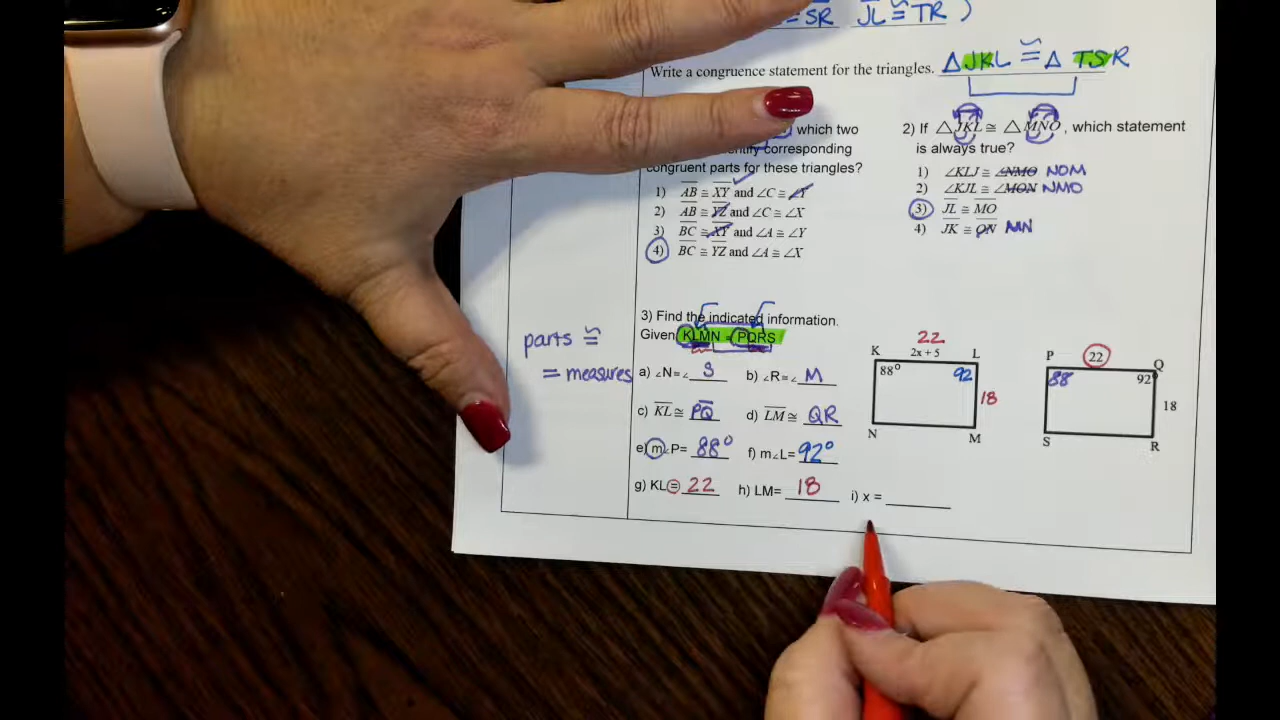 ≅ SR JL ≅ TR )
Write a congruence statement for the triangles. △JKL ≅ △TSR
which two
corresponding
congruent parts for these triangles?
1) AB ≅ XY and ∠C ≅ ∠Y
2) AB ≅ YZ and ∠C ≅ ∠X
3) BC ≅ XY and ∠A ≅ ∠Y
4) BC ≅ YZ and ∠A ≅ ∠X
2) If △JKL ≅ △MNO, which statement
is always true?
1) ∠KLJ ≅ ∠NMO NOM
2) ∠KJL ≅ ∠MON NMO
3) JL ≅ MO
4) JK ≅ ON MN
parts ≅
= measures
3) Find the indicated information.
Given KLMN ≅ PQRS
a) ∠N=∠ S b) ∠R=∠ M
c) KL ≅ PQ d) LM ≅ QR
e) m∠P= 88° f) m∠L= 92°
g) KL= 22 h) LM= 18 i) x =
22
K 2x + 5 L
88° 92
18
N M
P 22 Q
88 92
18
S R